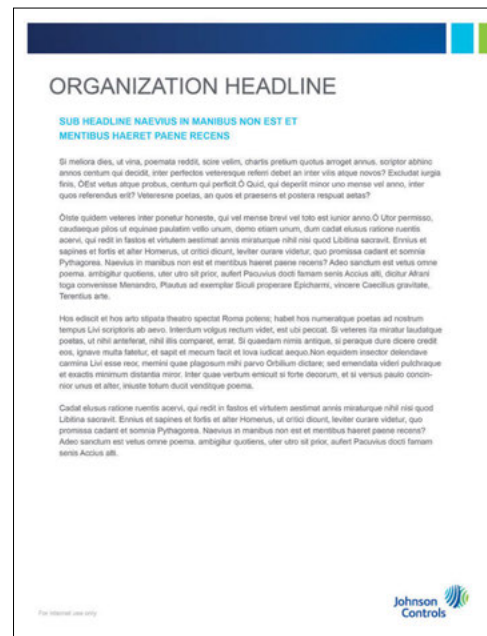 ORGANIZATION HEADLINE
SUB HEADLINE NAEVIUS IN MANIBUS NON EST ET
MENTIBUS HAERET PAENE RECENS
Si meliora dies, ut vina, poemata reddit, scire velim, chartis pretium quotus arroget annus. scriptor abhinc
annos centum qui decidit, inter perfectos veteresque referri debet an inter vilis atque novos? Excludat iurgia
finis, ÒEst vetus atque probus, centum qui perficit.Ó Quid, qui deperiit minor uno mense vel anno, inter
quos referendus erit? Veteresne poetas, an quos et praesens et postera respuat aetas?
Òiste quidem veteres inter ponetur honeste, qui vel mense brevi vel toto est iunior anno.Ó Utor permisso,
caudaeque pilos ut equinae paulatim vello unum, demo etiam unum, dum cadat elusus ratione ruentis
acervi, qui redit in fastos et virtutem aestimat annis miraturque nihil nisi quod Libitina sacravit. Ennius et
sapines et fortis et alter Homerus, ut critici dicunt, leviter curare videtur, quo promissa cadant et somnia
Pythagorea. Naevius in manibus non est et mentibus haeret paene recens? Adeo sanctum est vetus omne
poema. ambigitur quotiens, uter utro sit prior, aufert Pacuvius docti famam senis Accius alti, dicitur Afrani
toga convenisse Menandro, Plautus ad exemplar Siculi properare Epicharmi, vincere Caecilius gravitate,
Terentius arte.
Hos ediscit et hos arto stipata theatro spectat Roma potens; habet hos numeratque poetas ad nostrum
tempus Livi scriptoris ab aevo. Interdum volgus rectum videt, est ubi peccat. Si veteres ita miratur laudatque
poetas, ut nihil anteferat, nihil illis comparet, errat. Si quaedam nimis antique, si peraque dure dicere credit
eos, ignave multa fatetur, et sapit et mecum facit et Iova iudicat aequo.Non equidem insector delendave
carmina Livi esse reor, memini quae plagosum mihi parvo Orbilium dictare; sed emendata videri pulchraque
et exactis minimum distantia miror. Inter quae verbum emicuit si forte decorum, et si versus paulo concin-
nior unus et alter, iniuste totum ducit venditque poema.
Cadat elusus ratione ruentis acervi, qui redit in fastos et virtutem aestimat annis miraturque nihil nisi quod
Libitina sacravit. Ennius et sapines et fortis et alter Homerus, ut critici dicunt, leviter curare videtur, quo
promissa cadant et somnia Pythagorea. Naevius in manibus non est et mentibus haeret paene recens?
Adeo sanctum est vetus omne poema. ambigitur quotiens, uter utro sit prior, aufert Pacuvius docti famam
senis Accius alti.
For internet use only
Johnson
Controls